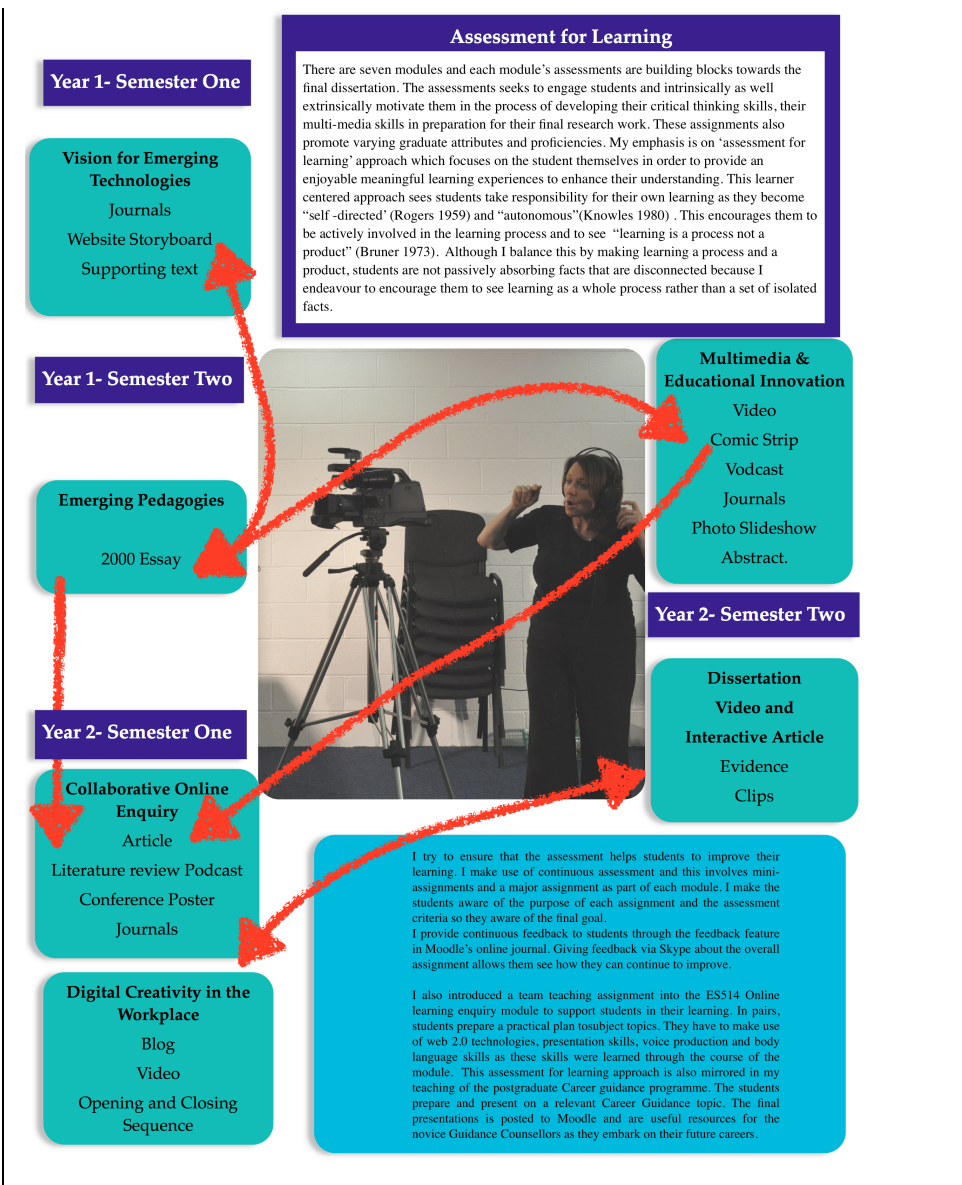 Assessment for Learning
There are seven modules and each module's assessments are building blocks towards the
final dissertation. The assessments seeks to engage students and intrinsically as well
extrinsically motivate them in the process of developing their critical thinking skills, their
multi-media skills in preparation for their final research work. These assignments also
promote varying graduate attributes and proficiencies. My emphasis is on ‘assessment for
learning’ approach which focuses on the student themselves in order to provide an
enjoyable meaningful learning experiences to enhance their understanding. This learner
centered approach sees students take responsibility for their own learning as they become
“self -directed’ (Rogers 1959) and “autonomous”(Knowles 1980) . This encourages them to
be actively involved in the learning process and to see “learning is a process not a
product” (Bruner 1973). Although I balance this by making learning a process and a
product, students are not passively absorbing facts that are disconnected because I
endeavour to encourage them to see learning as a whole process rather than a set of isolated
facts.
Year 1- Semester One
Vision for Emerging
Technologies
Journals
Website Storyboard
Supporting text
Year 1- Semester Two
Emerging Pedagogies
2000 Essay
Multimedia &
Educational Innovation
Video
Comic Strip
Vodcast
Journals
Photo Slideshow
Abstract.
Year 2- Semester One
Collaborative Online
Enquiry
Article
Literature review Podcast
Conference Poster
Journals
Digital Creativity in the
Workplace
Blog
Video
Opening and Closing
Sequence
Year 2- Semester Two
Dissertation
Video and
Interactive Article
Evidence
Clips
I try to ensure that the assessment helps students to improve their
learning. I make use of continuous assessment and this involves mini-
assignments and a major assignment as part of each module. I make the
students aware of the purpose of each assignment and the assessment
criteria so they aware of the final goal.
I provide continuous feedback to students through the feedback feature
in Moodle's online journal. Giving feedback via Skype about the overall
assignment allows them see how they can continue to improve.
I also introduced a team teaching assignment into the ES514 Online
learning enquiry module to support students in their learning. In pairs,
students prepare a practical plan tosubject topics. They have to make use
of web 2.0 technologies, presentation skills, voice production and body
language skills as these skills were learned through the course of the
module. This assessment for learning approach is also mirrored in my
teaching of the postgraduate Career guidance programme. The students
prepare and present on a relevant Career Guidance topic. The final
presentations is posted to Moodle and are useful resources for the
novice Guidance Counsellors as they embark on their future careers.